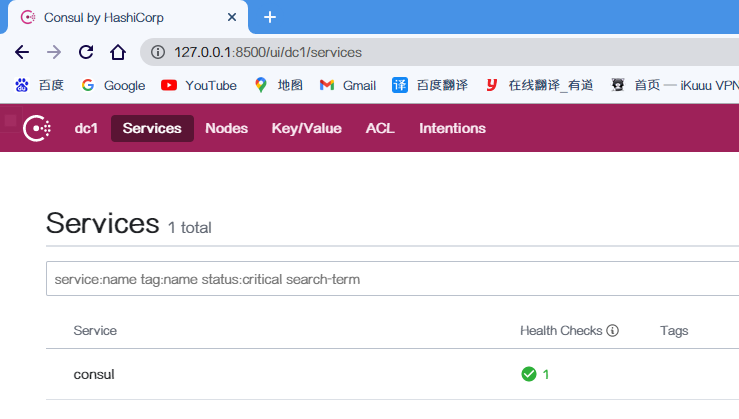 Consul by HashiCorp
127.0.0.1:8500/ui/dc1/services
百度 Google YouTube 地图 Gmail 译 百度翻译 y 在线翻译_有道 首页 — iKuuu VPN
dc1 Services Nodes Key/Value ACL Intentions
Services 1 total
service:name tag:name status:critical search-term
Service Health Checks Tags
consul 1